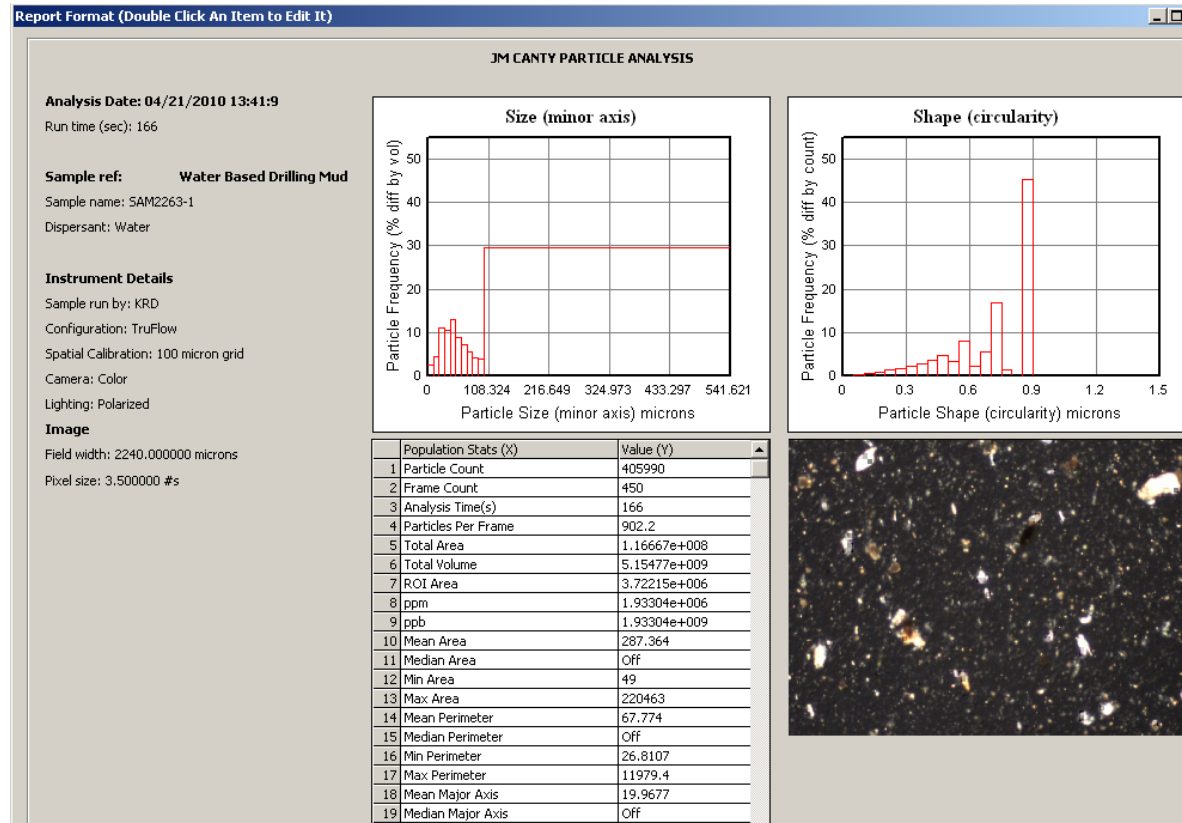 Report Format (Double Click An Item to Edit It)
JM CANTY PARTICLE ANALYSIS
Analysis Date: 04/21/2010 13:41:9
Run time (sec): 166
Sample ref: Water Based Drilling Mud
Sample name: SAM2263-1
Dispersant: Water
Instrument Details
Sample run by: KRD
Configuration: TruFlow
Spatial Calibration: 100 micron grid
Camera: Color
Lighting: Polarized
Image
Field width: 2240.000000 microns
Pixel size: 3.500000 #s
Size (minor axis)
Particle Frequency (% diff by vol)
50
40
30
20
10
0
0 108.324 216.649 324.973 433.297 541.621
Particle Size (minor axis) microns
Shape (circularity)
Particle Frequency (% diff by count)
50
40
30
20
10
0
0 0.3 0.6 0.9 1.2 1.5
Particle Shape (circularity) microns
Population Stats (X) Value (Y)
1 Particle Count 405990
2 Frame Count 450
3 Analysis Time(s) 166
4 Particles Per Frame 902.2
5 Total Area 1.16667e+008
6 Total Volume 5.15477e+009
7 ROI Area 3.72215e+006
8 ppm 1.93304e+006
9 ppb 1.93304e+009
10 Mean Area 287.364
11 Median Area Off
12 Min Area 49
13 Max Area 220463
14 Mean Perimeter 67.774
15 Median Perimeter Off
16 Min Perimeter 26.8107
17 Max Perimeter 11979.4
18 Mean Major Axis 19.9677
19 Median Major Axis Off